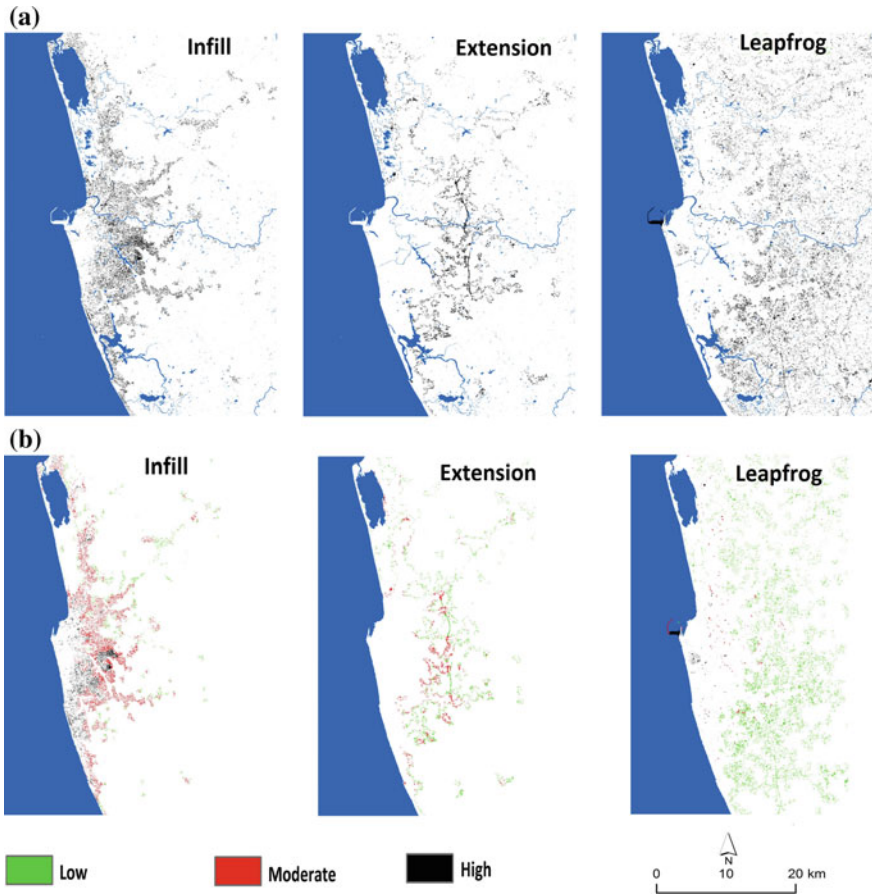 (a)
Infill
Extension
Leapfrog
(b)
Infill
Extension
Leapfrog
Low
Moderate
High
N
0 10 20 km